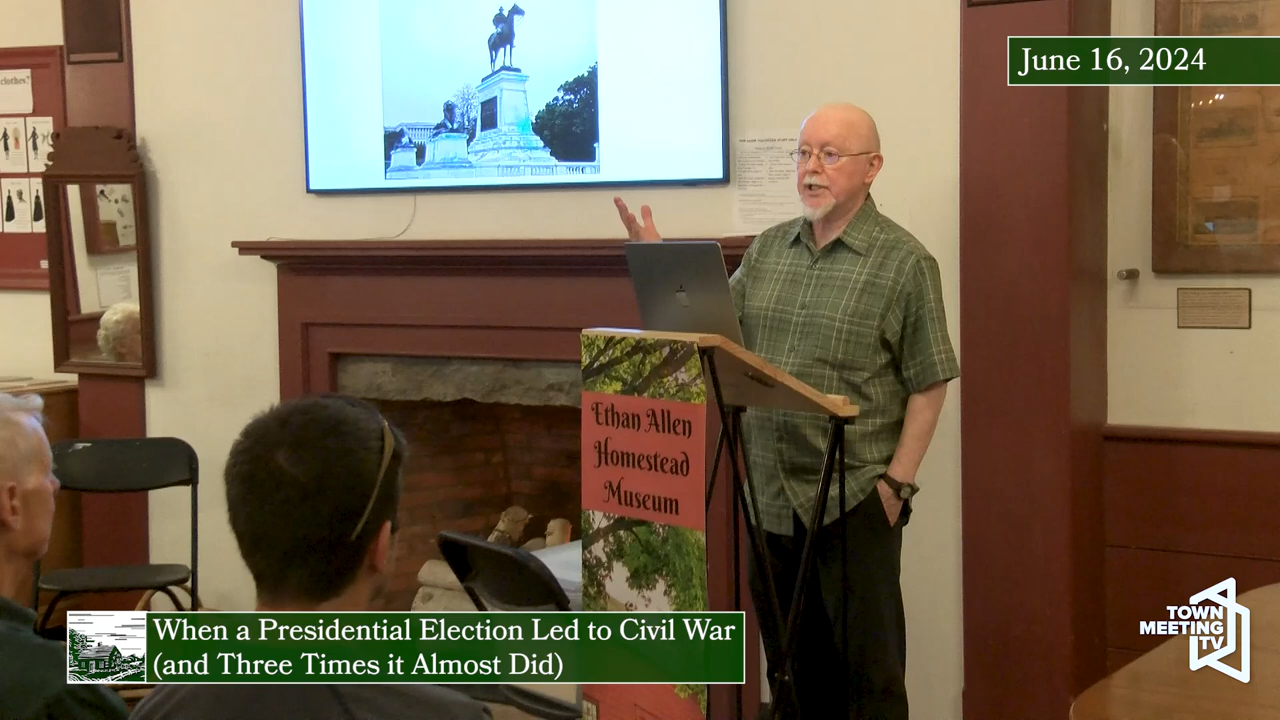 clothes?
June 16, 2024
Ethan Allen
Homestead
Museum
When a Presidential Election Led to Civil War
(and Three Times it Almost Did)
TOWN
MEETING
TV